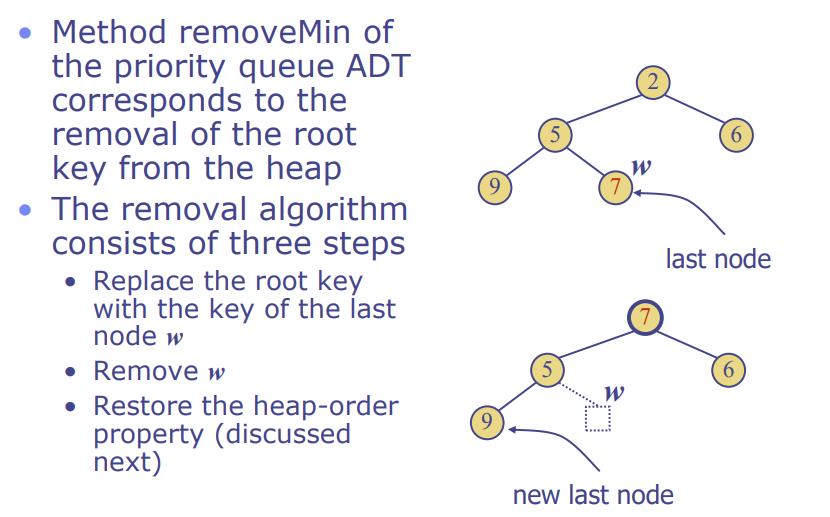 • Method removeMin of
the priority queue ADT
corresponds to the
removal of the root
key from the heap
• The removal algorithm
consists of three steps
• Replace the root key
with the key of the last
node w
• Remove w
• Restore the heap-order
property (discussed
next)
2
5
6
w
9
7
last node
7
5
6
w
9
new last node